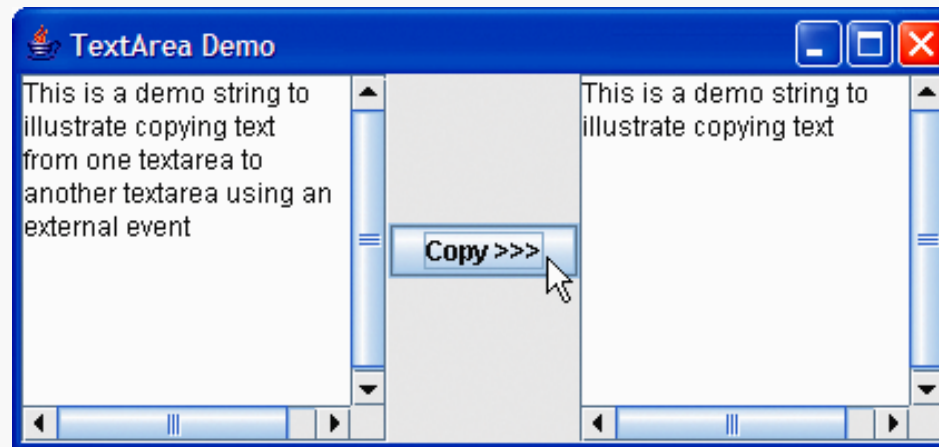 TextArea Demo
This is a demo string to
illustrate copying text
from one textarea to
another textarea using an
external event
Copy >>>
This is a demo string to
illustrate copying text